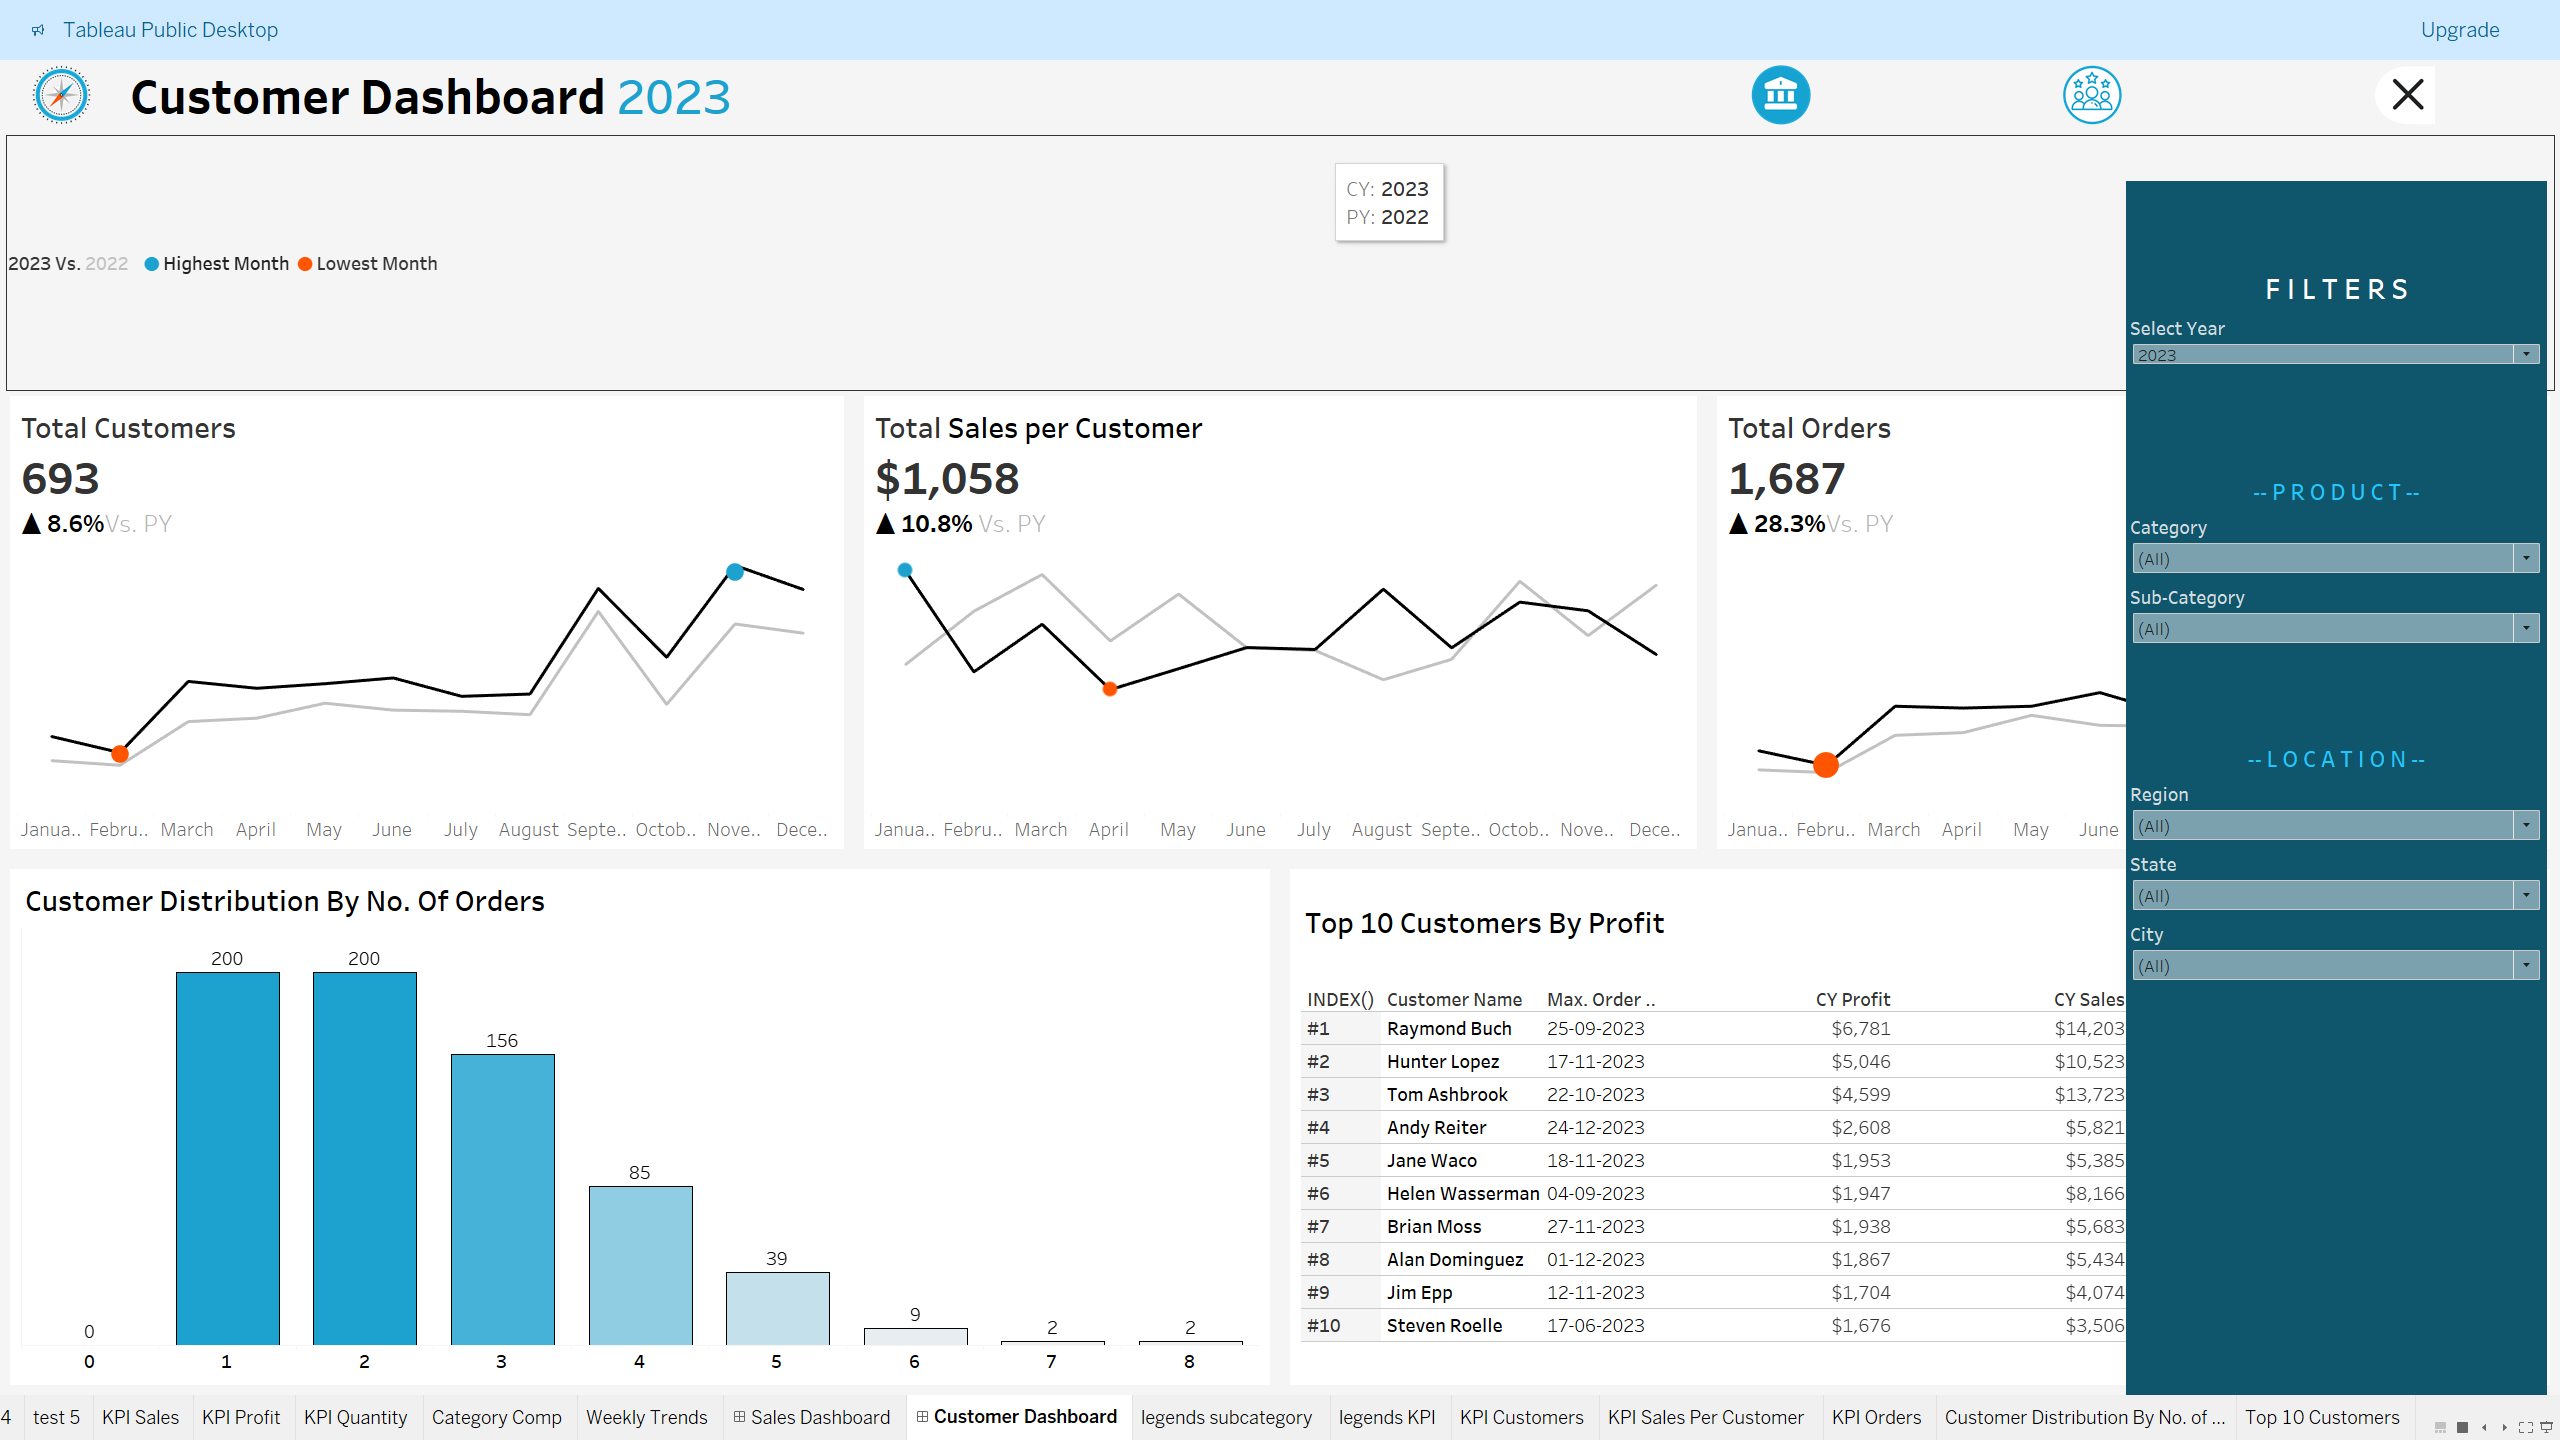 Tableau Public Desktop
Upgrade
Customer Dashboard 2023
CY: 2023
PY: 2022
2023 Vs. 2022 Highest Month Lowest Month
FILTERS
Select Year
2023
--PRODUCT--
Category
(All)
Sub-Category
(All)
--LOCATION--
Region
(All)
State
(All)
City
(All)
Total Customers
693
▲ 8.6%Vs. PY
Janua.. Febru.. March April May June July August Septe.. Octob.. Nove.. Dece..
Total Sales per Customer
$1,058
▲ 10.8% Vs. PY
Janua.. Febru.. March April May June July August Septe.. Octob.. Nove.. Dece..
Total Orders
1,687
▲ 28.3%Vs. PY
Janua.. Febru.. March April May June
Customer Distribution By No. Of Orders
0 200 200 156 85 39 9 2 2
0 1 2 3 4 5 6 7 8
Top 10 Customers By Profit
INDEX() Customer Name Max. Order .. CY Profit CY Sales
#1 Raymond Buch 25-09-2023 $6,781 $14,203
#2 Hunter Lopez 17-11-2023 $5,046 $10,523
#3 Tom Ashbrook 22-10-2023 $4,599 $13,723
#4 Andy Reiter 24-12-2023 $2,608 $5,821
#5 Jane Waco 18-11-2023 $1,953 $5,385
#6 Helen Wasserman 04-09-2023 $1,947 $8,166
#7 Brian Moss 27-11-2023 $1,938 $5,683
#8 Alan Dominguez 01-12-2023 $1,867 $5,434
#9 Jim Epp 12-11-2023 $1,704 $4,074
#10 Steven Roelle 17-06-2023 $1,676 $3,506
4 test 5 KPI Sales KPI Profit KPI Quantity Category Comp Weekly Trends Sales Dashboard Customer Dashboard legends subcategory legends KPI KPI Customers KPI Sales Per Customer KPI Orders Customer Distribution By No. of ... Top 10 Customers